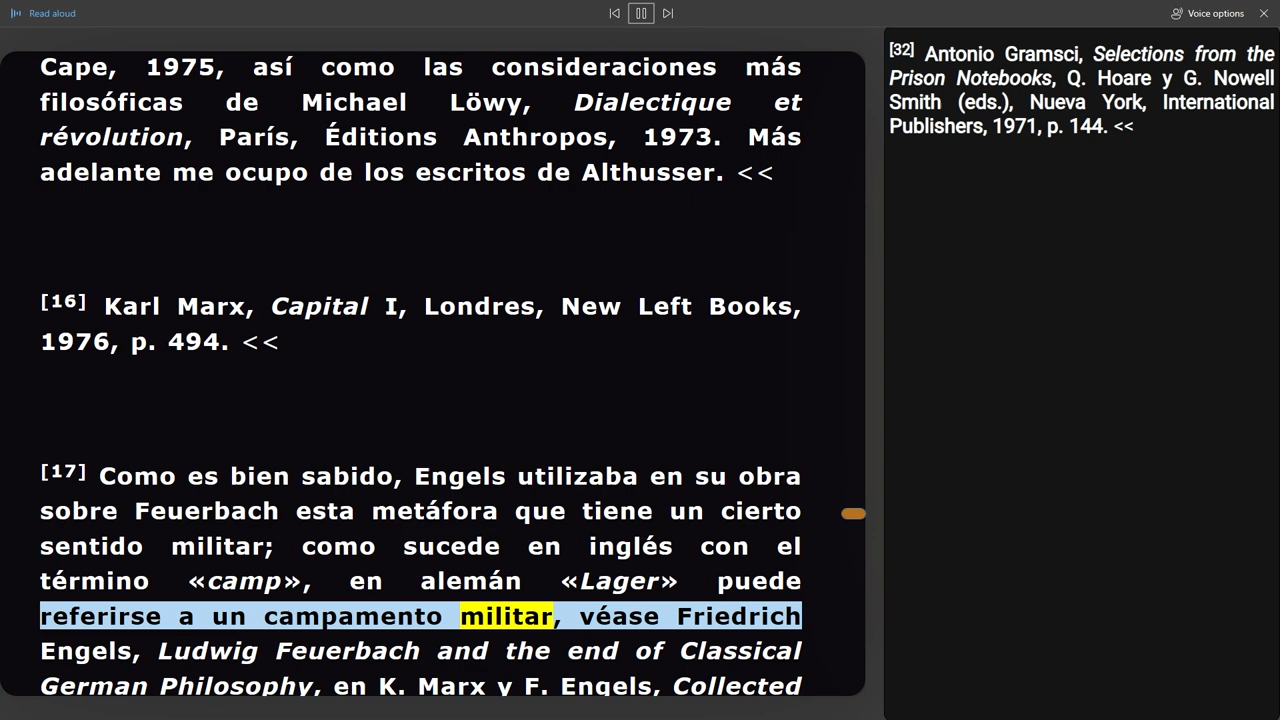 Read aloud
Voice options
Cape, 1975, así como las consideraciones más
filosóficas de Michael Löwy, Dialectique et
révolution, París, Éditions Anthropos, 1973. Más
adelante me ocupo de los escritos de Althusser. <<
[16] Karl Marx, Capital I, Londres, New Left Books,
1976, p. 494. <<
[17] Como es bien sabido, Engels utilizaba en su obra
sobre Feuerbach esta metáfora que tiene un cierto
sentido militar; como sucede en inglés con el
término «camp», en alemán «Lager» puede
referirse a un campamento militar, véase Friedrich
Engels, Ludwig Feuerbach and the end of Classical
German Philosophy, en K. Marx y F. Engels, Collected
[32] Antonio Gramsci, Selections from the
Prison Notebooks, Q. Hoare y G. Nowell
Smith (eds.), Nueva York, International
Publishers, 1971, p. 144. <<